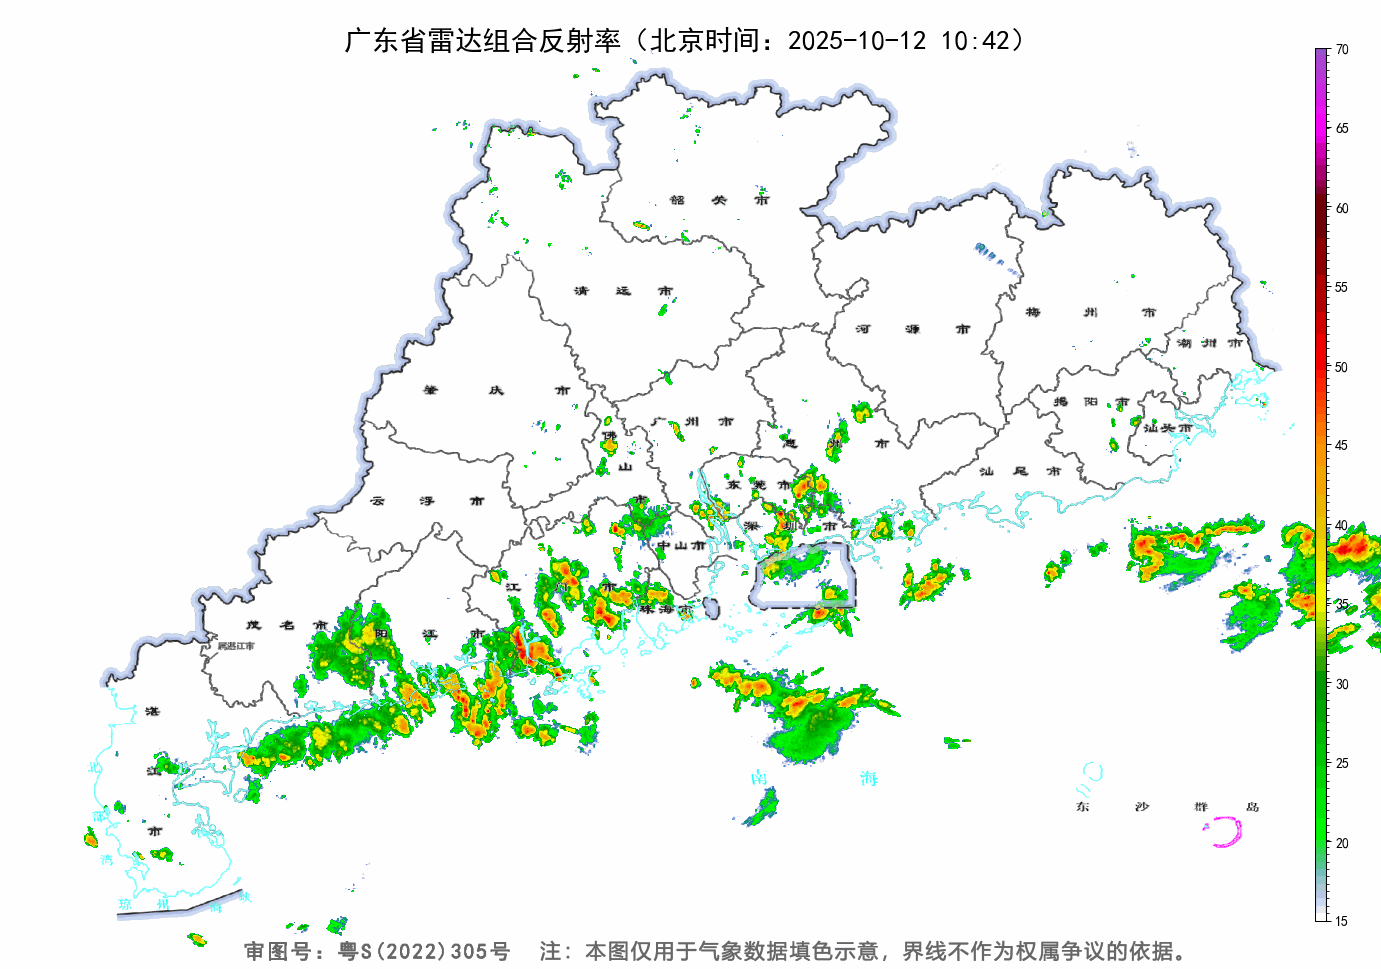 广东省雷达组合反射率（北京时间：2025-10-12 10:42）
70
65
60
55
50
45
40
35
30
25
20
15
韶关市
清远市
河源市
梅州市
潮州市
肇庆市
揭阳市
汕头市
广州市
佛山市
惠州市
汕尾市
云浮市
东莞市
深圳市
中山市
江门市
珠海市
茂名市
属湛江市
阳江市
湛江市
北部湾
琼州海峡
南海
东沙群岛
审图号：粤S(2022)305号 注：本图仅用于气象数据填色示意，界线不作为权属争议的依据。